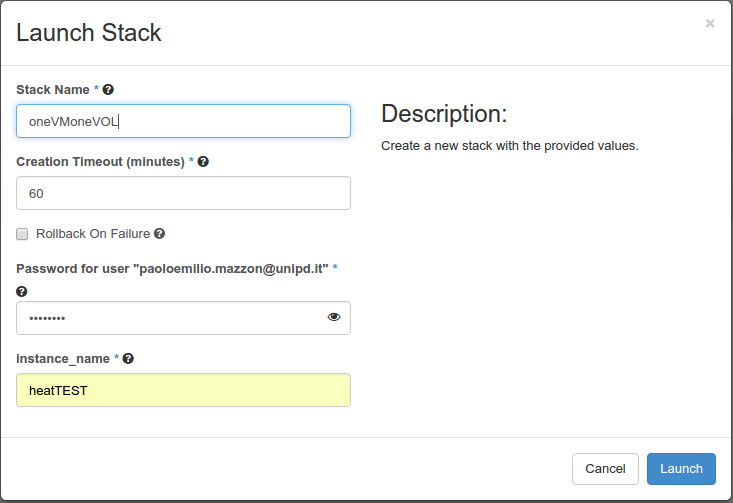 Launch Stack
×
Stack Name *
oneVMoneVOL
Creation Timeout (minutes) *
60
Rollback On Failure
Password for user "paoloemilio.mazzon@unipd.it" *
••••••••
instance_name *
heatTEST
Description:
Create a new stack with the provided values.
Cancel
Launch